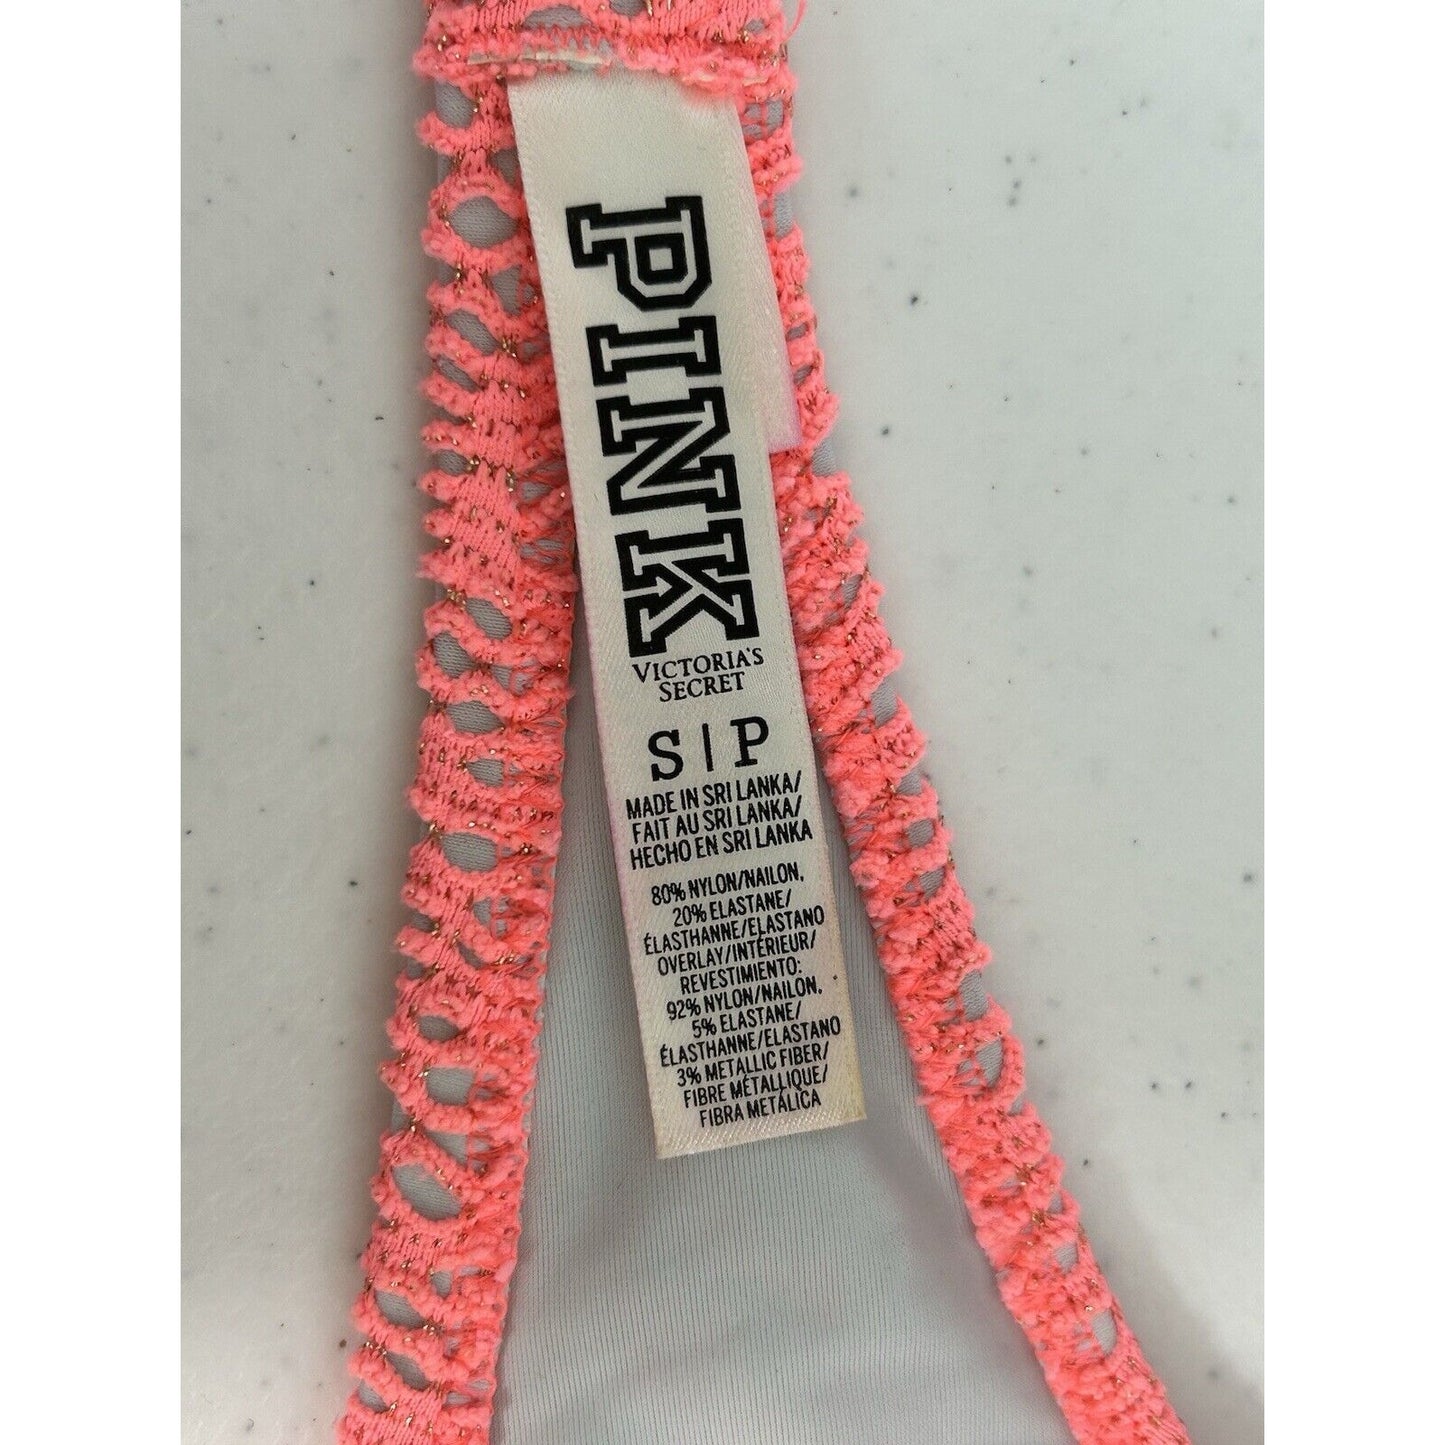 PINK
VICTORIA'S
SECRET
S | P
MADE IN SRI LANKA/
FAIT AU SRI LANKA/
HECHO EN SRI LANKA
80% NYLON/NAILON,
20% ELASTANE/
ÉLASTHANNE/ELASTANO
OVERLAY/INTÉRIEUR/
REVESTIMIENTO:
92% NYLON/NAILON,
5% ELASTANE/
ÉLASTHANNE/ELASTANO
3% METALLIC FIBER/
FIBRE MÉTALLIQUE/
FIBRA METÁLICA